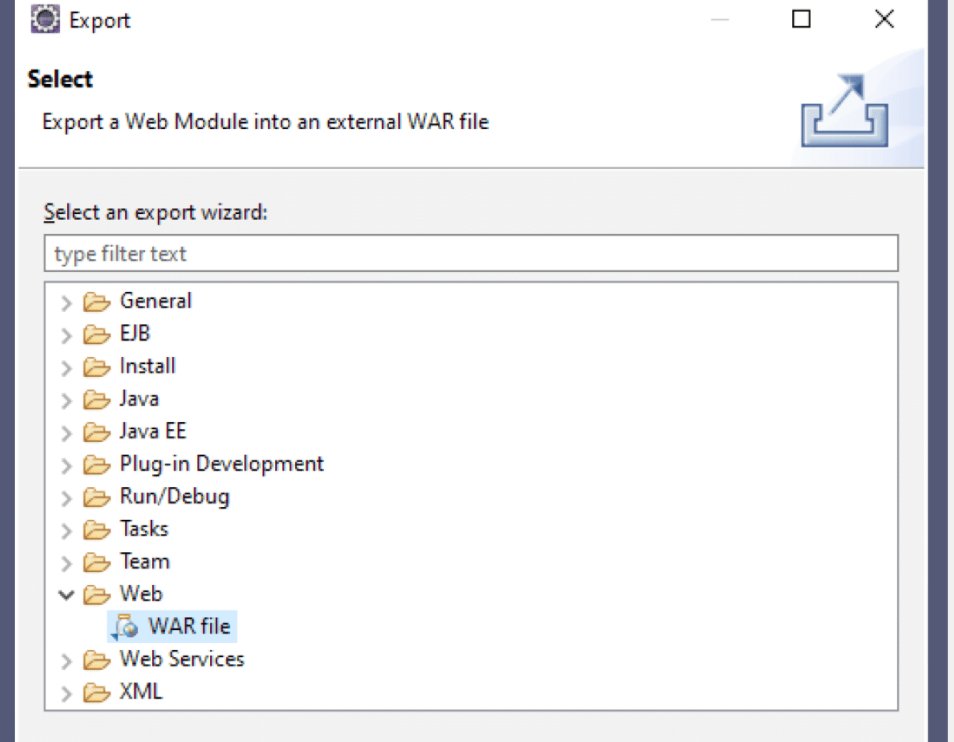 Export
Select
Export a Web Module into an external WAR file
Select an export wizard:
type filter text
General
EJB
Install
Java
Java EE
Plug-in Development
Run/Debug
Tasks
Team
Web
WAR file
Web Services
XML